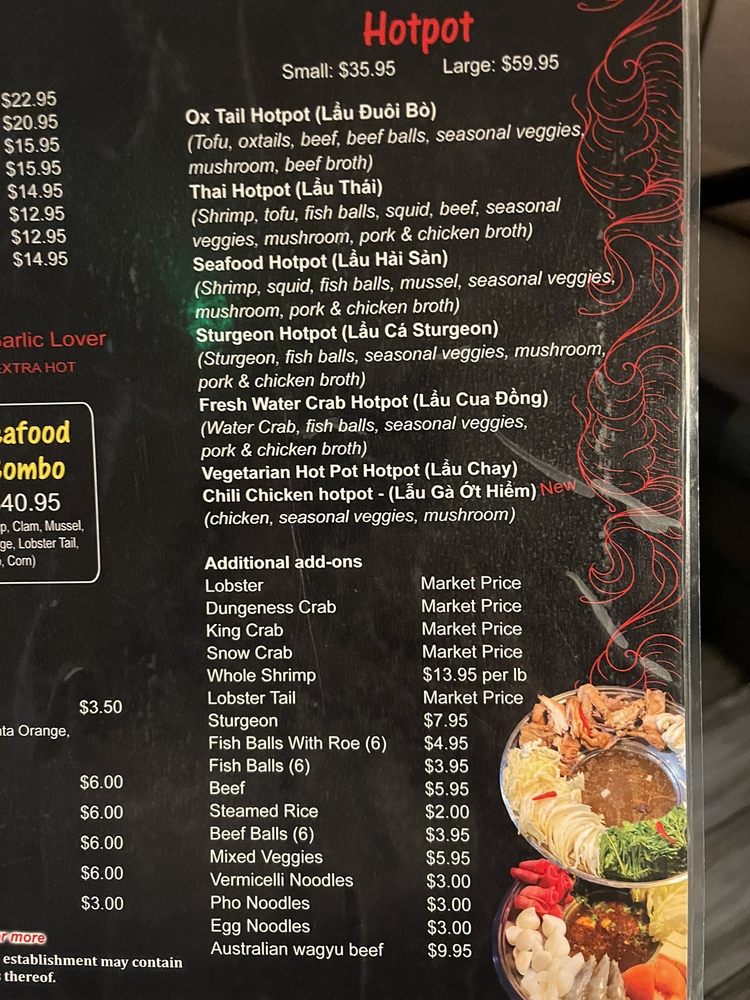 Hotpot
Small: $35.95 Large: $59.95
Ox Tail Hotpot (Lẩu Đuôi Bò)
(Tofu, oxtails, beef, beef balls, seasonal veggies,
mushroom, beef broth)
Thai Hotpot (Lẩu Thái)
(Shrimp, tofu, fish balls, squid, beef, seasonal
veggies, mushroom, pork & chicken broth)
Seafood Hotpot (Lẩu Hải Sản)
(Shrimp, squid, fish balls, mussel, seasonal veggies,
mushroom, pork & chicken broth)
Sturgeon Hotpot (Lẩu Cá Sturgeon)
(Sturgeon, fish balls, seasonal veggies, mushroom,
pork & chicken broth)
Fresh Water Crab Hotpot (Lẩu Cua Đồng)
(Water Crab, fish balls, seasonal veggies,
pork & chicken broth)
Vegetarian Hot Pot Hotpot (Lẩu Chay)
Chili Chicken hotpot - (Lẫu Gà Ớt Hiểm) New
(chicken, seasonal veggies, mushroom)
Additional add-ons
Lobster Market Price
Dungeness Crab Market Price
King Crab Market Price
Snow Crab Market Price
Whole Shrimp $13.95 per lb
Lobster Tail Market Price
Sturgeon $7.95
Fish Balls With Roe (6) $4.95
Fish Balls (6) $3.95
Beef $5.95
Steamed Rice $2.00
Beef Balls (6) $3.95
Mixed Veggies $5.95
Vermicelli Noodles $3.00
Pho Noodles $3.00
Egg Noodles $3.00
Australian wagyu beef $9.95
$22.95
$20.95
$15.95
$15.95
$14.95
$12.95
$12.95
$14.95
arlic Lover
EXTRA HOT
eafood
ombo
40.95
p, Clam, Mussel,
ge, Lobster Tail,
, Corn)
$3.50
nta Orange,
$6.00
$6.00
$6.00
$6.00
$3.00
r more
establishment may contain
thereof.